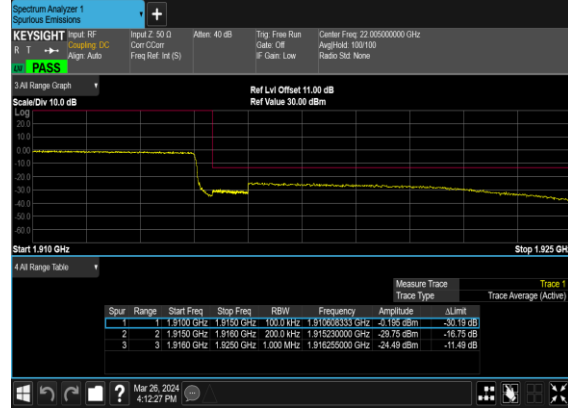 Spectrum Analyzer 1
Spurious Emissions
KEYSIGHT Input: RF Input Z: 50 Ω Atten: 40 dB Trig: Free Run Center Freq: 22.005000000 GHz
R T Coupling: DC Corr CCorr Gate: Off Avg|Hold: 100/100
Align: Auto Freq Ref: Int (S) IF Gain: Low Radio Std: None
PASS
3 All Range Graph
Ref Lvl Offset 11.00 dB
Scale/Div 10.0 dB Ref Value 30.00 dBm
Log
20.0
10.0
0.00
-10.0
-20.0
-30.0
-40.0
-50.0
-60.0
Start 1.910 GHz Stop 1.925 GH
4 All Range Table
Measure Trace Trace 1
Trace Type Trace Average (Active)
Spur Range Start Freq Stop Freq RBW Frequency Amplitude ΔLimit
1 1 1.9100 GHz 1.9150 GHz 100.0 kHz 1.910608333 GHz -0.195 dBm -30.19 dB
2 2 1.9150 GHz 1.9160 GHz 200.0 kHz 1.915230000 GHz -29.75 dBm -16.75 dB
3 3 1.9160 GHz 1.9250 GHz 1.000 MHz 1.916255000 GHz -24.49 dBm -11.49 dB
Mar 26, 2024
4:12:27 PM